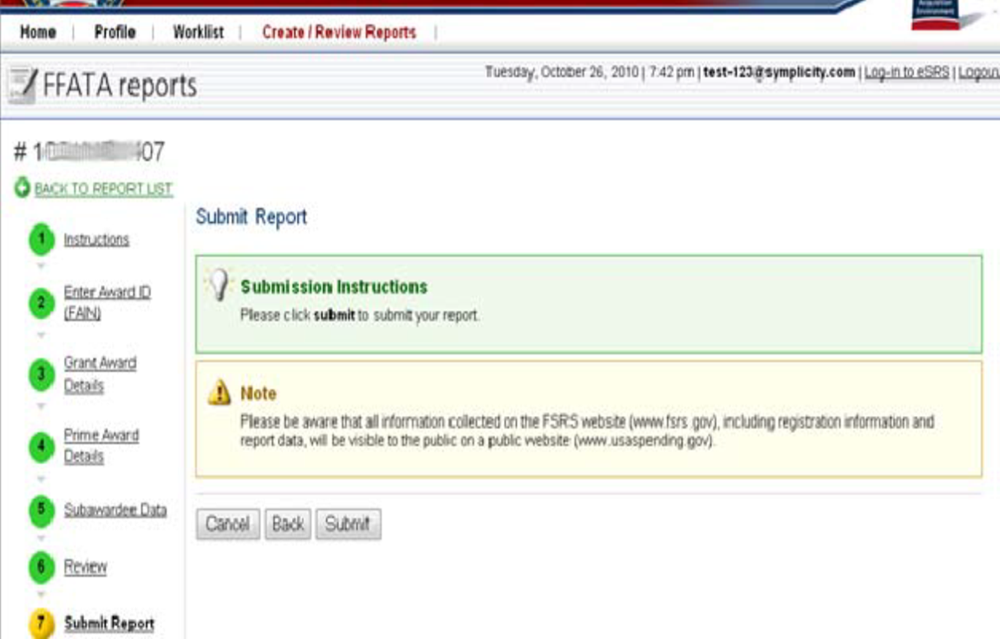 Acquisition
Environment
Home | Profile | Worklist | Create / Review Reports |
FFATA reports
Tuesday, October 26, 2010 | 7:42 pm | test-123@symplicity.com | Log-in to eSRS | Logout
# 1 07
BACK TO REPORT LIST
1 Instructions
2 Enter Award ID
(FAIN)
3 Grant Award
Details
4 Prime Award
Details
5 Subawardee Data
6 Review
7 Submit Report
Submit Report
Submission Instructions
Please click submit to submit your report.
Note
Please be aware that all information collected on the FSRS website (www.fsrs.gov), including registration information and
report data, will be visible to the public on a public website (www.usaspending.gov).
Cancel Back Submit